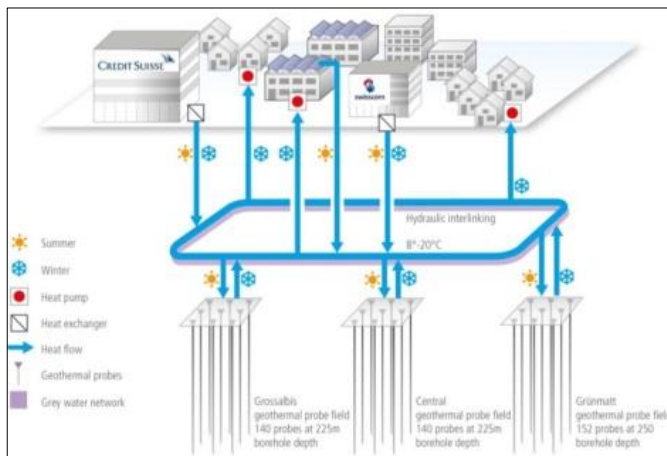 CREDIT SUISSE
swisscom
Hydraulic interlinking
8°-20°C
Summer
Winter
Heat pump
Heat exchanger
Heat flow
Geothermal probes
Grey water network
Grossalbis
geothermal probe field
140 probes at 225m
borehole depth
Central
geothermal probe field
140 probes at 225m
borehole depth
Grünmatt
geothermal probe field
152 probes at 250
borehole depth